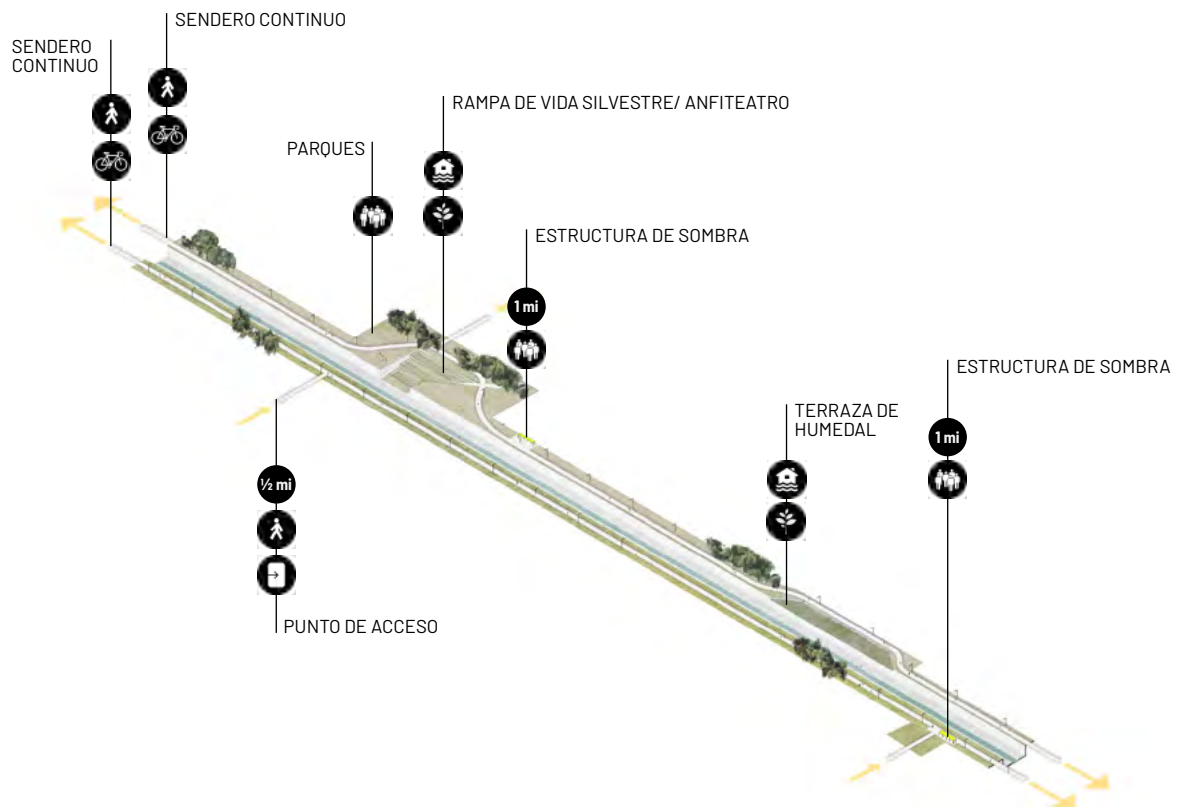 SENDERO CONTINUO
SENDERO
CONTINUO
RAMPA DE VIDA SILVESTRE/ ANFITEATRO
PARQUES
ESTRUCTURA DE SOMBRA
1 mi
ESTRUCTURA DE SOMBRA
1 mi
TERRAZA DE
HUMEDAL
½ mi
PUNTO DE ACCESO